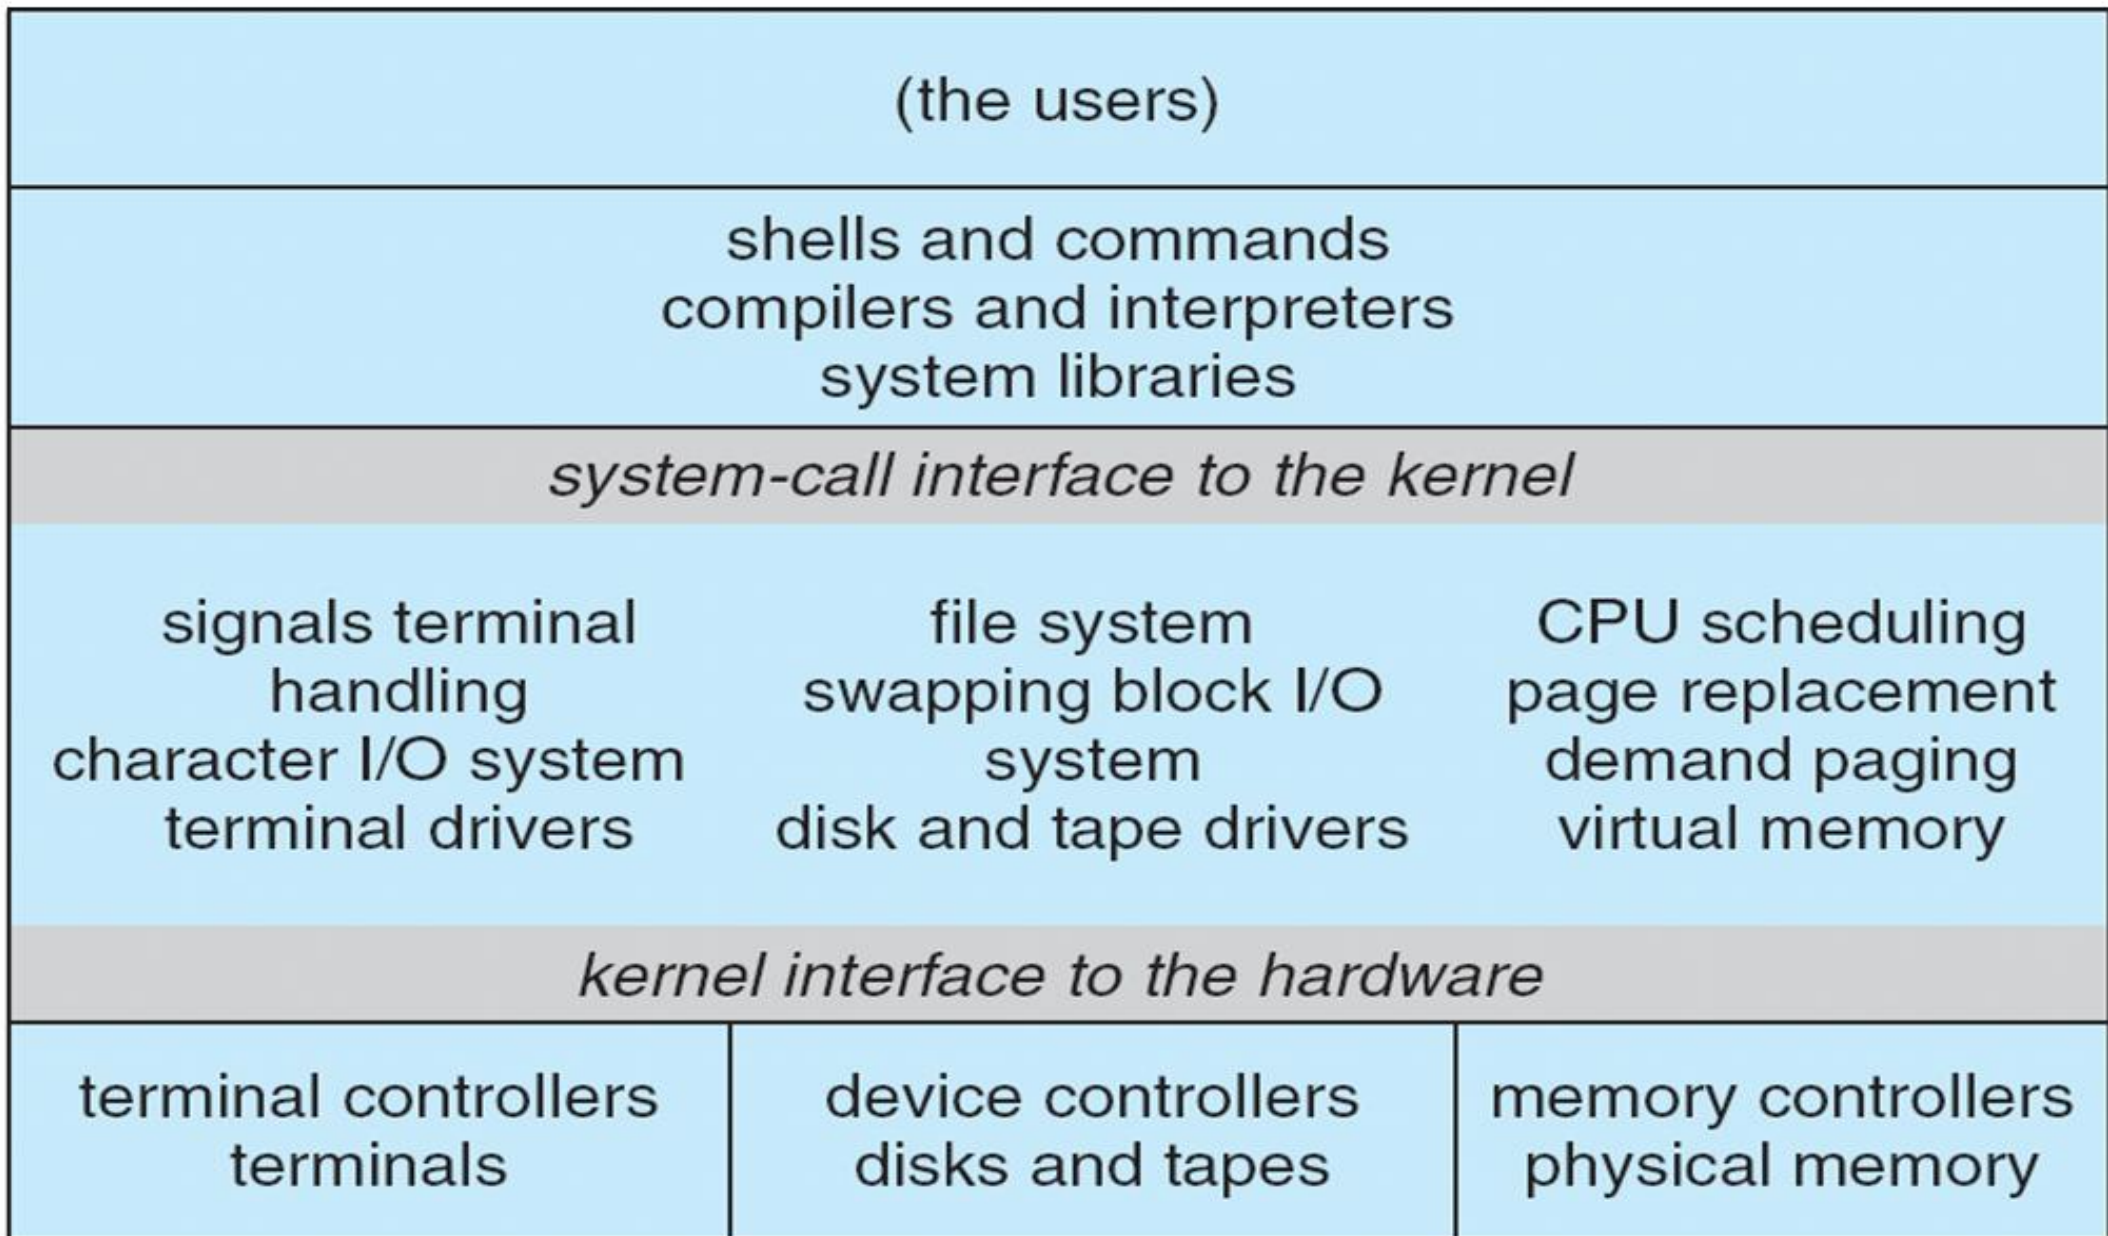 (the users)
shells and commands
compilers and interpreters
system libraries
system-call interface to the kernel
signals terminal
handling
character I/O system
terminal drivers
file system
swapping block I/O
system
disk and tape drivers
CPU scheduling
page replacement
demand paging
virtual memory
kernel interface to the hardware
terminal controllers
terminals
device controllers
disks and tapes
memory controllers
physical memory